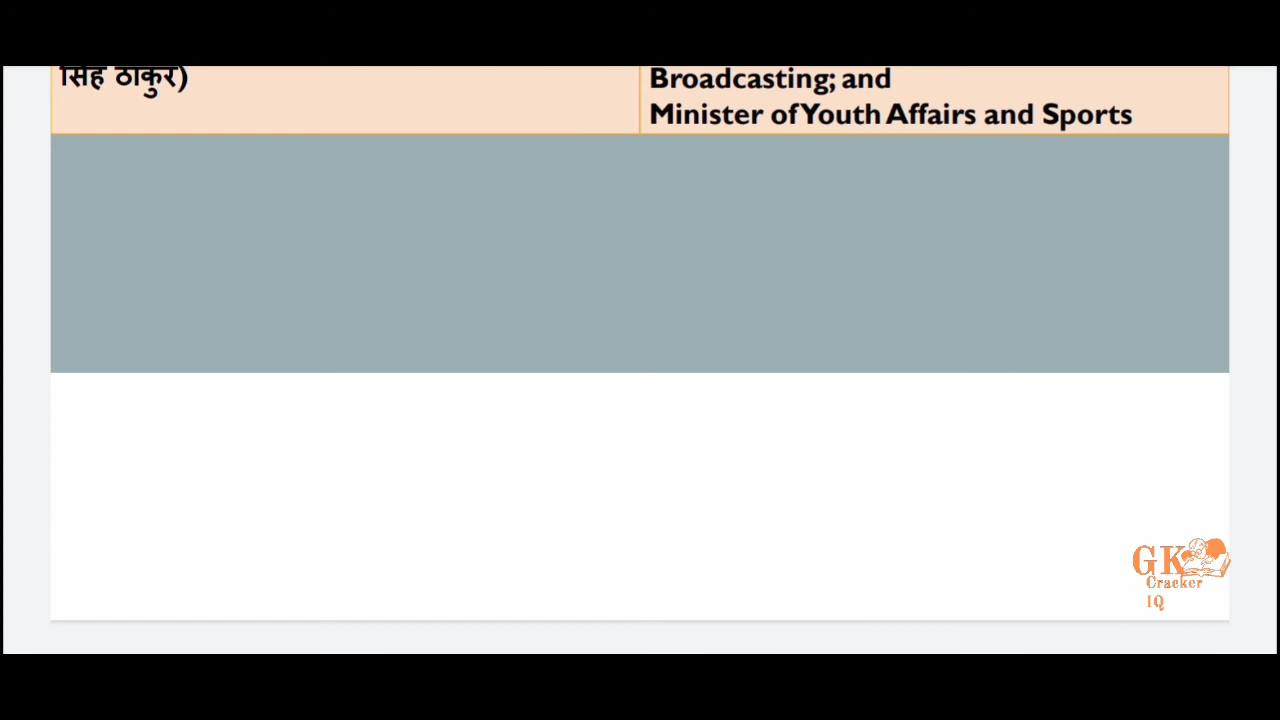 सिंह ठाकुर)
Broadcasting; and
Minister of Youth Affairs and Sports
GK
Cracker
IQ